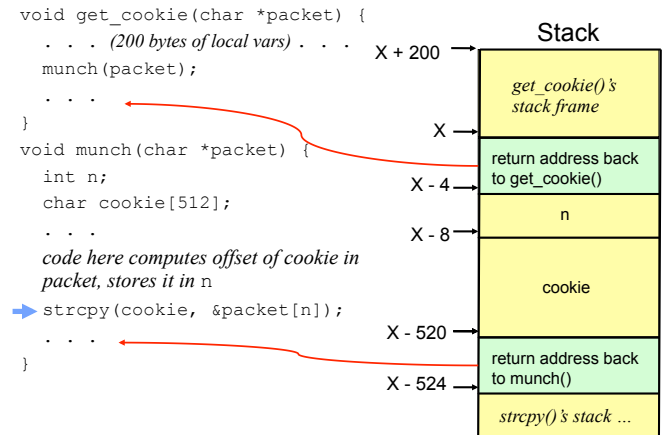 void get_cookie(char *packet) {
. . . (200 bytes of local vars) . . .
munch(packet);
. . .
}
void munch(char *packet) {
int n;
char cookie[512];
. . .
code here computes offset of cookie in
packet, stores it in n
strcpy(cookie, &packet[n]);
. . .
}
Stack
X + 200
get_cookie()'s
stack frame
X
return address back
to get_cookie()
X - 4
n
X - 8
cookie
X - 520
return address back
to munch()
X - 524
strcpy()'s stack ...